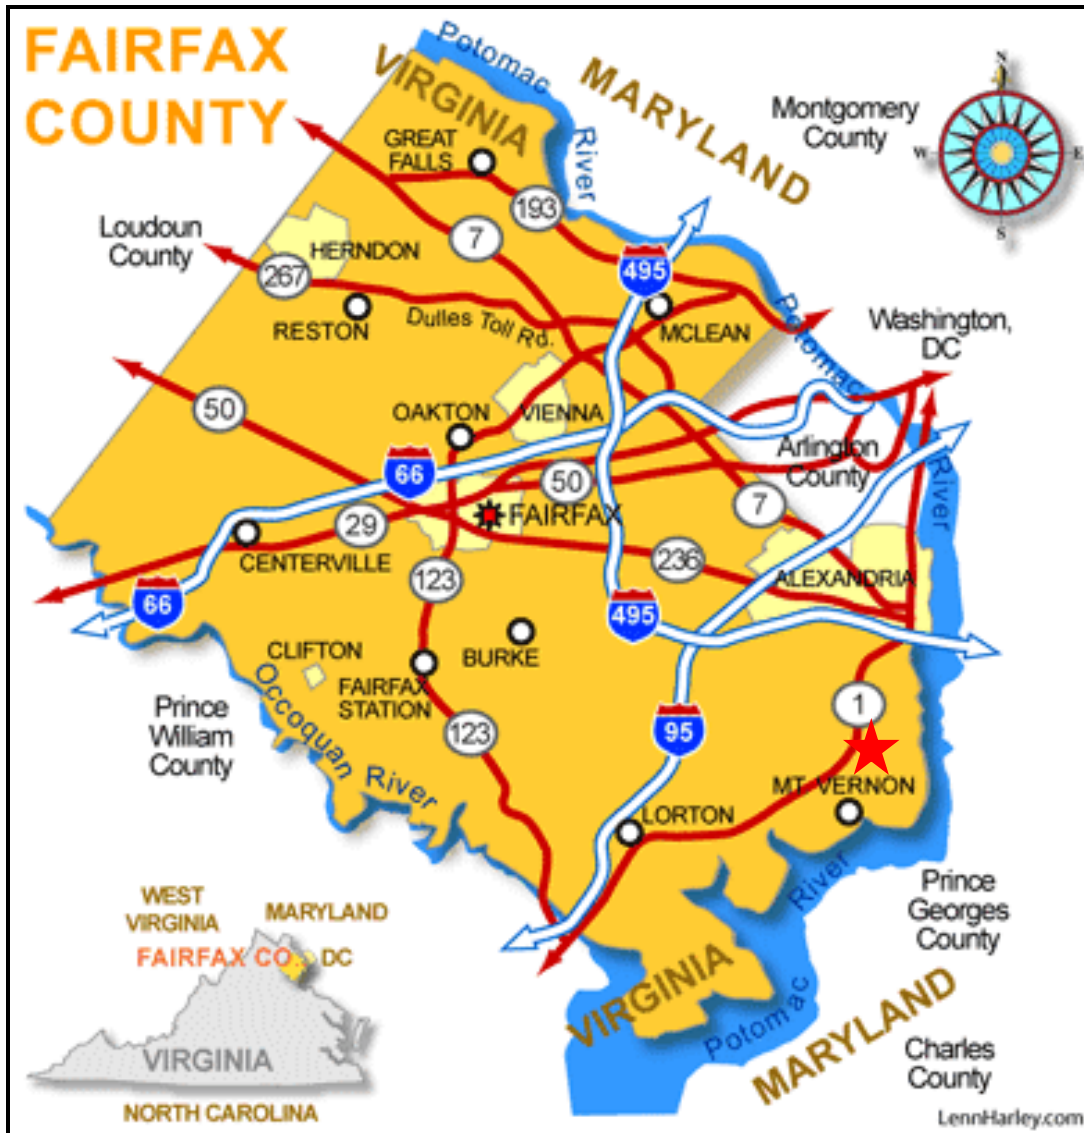 FAIRFAX
COUNTY
Potomac
River
VIRGINIA
MARYLAND
Montgomery
County
N
W
E
S
GREAT
FALLS
193
7
Loudoun
County
HERNDON
267
495
RESTON
Dulles Toll Rd.
MCLEAN
Potomac
Washington,
DC
50
OAKTON
VIENNA
66
50
Arlington
County
River
FAIRFAX
29
7
CENTERVILLE
123
236
ALEXANDRIA
66
495
CLIFTON
BURKE
FAIRFAX
STATION
Occoquan River
Prince
William
County
123
95
1
MT VERNON
LORTON
River
Prince
Georges
County
WEST
VIRGINIA
MARYLAND
FAIRFAX CO.
DC
VIRGINIA
NORTH CAROLINA
VIRGINIA
Potomac
MARYLAND
Charles
County
LennHarley.com